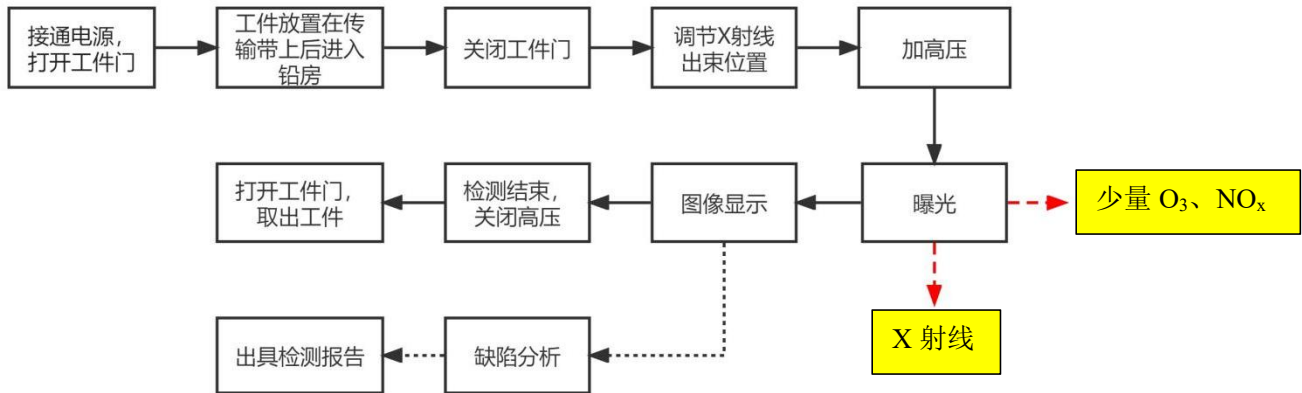 接通电源，
打开工件门
工件放置在传
输带上后进入
铅房
关闭工件门
调节X射线
出束位置
加高压
打开工件门，
取出工件
检测结束，
关闭高压
图像显示
曝光
少量 O₃、NOₓ
X 射线
出具检测报告
缺陷分析